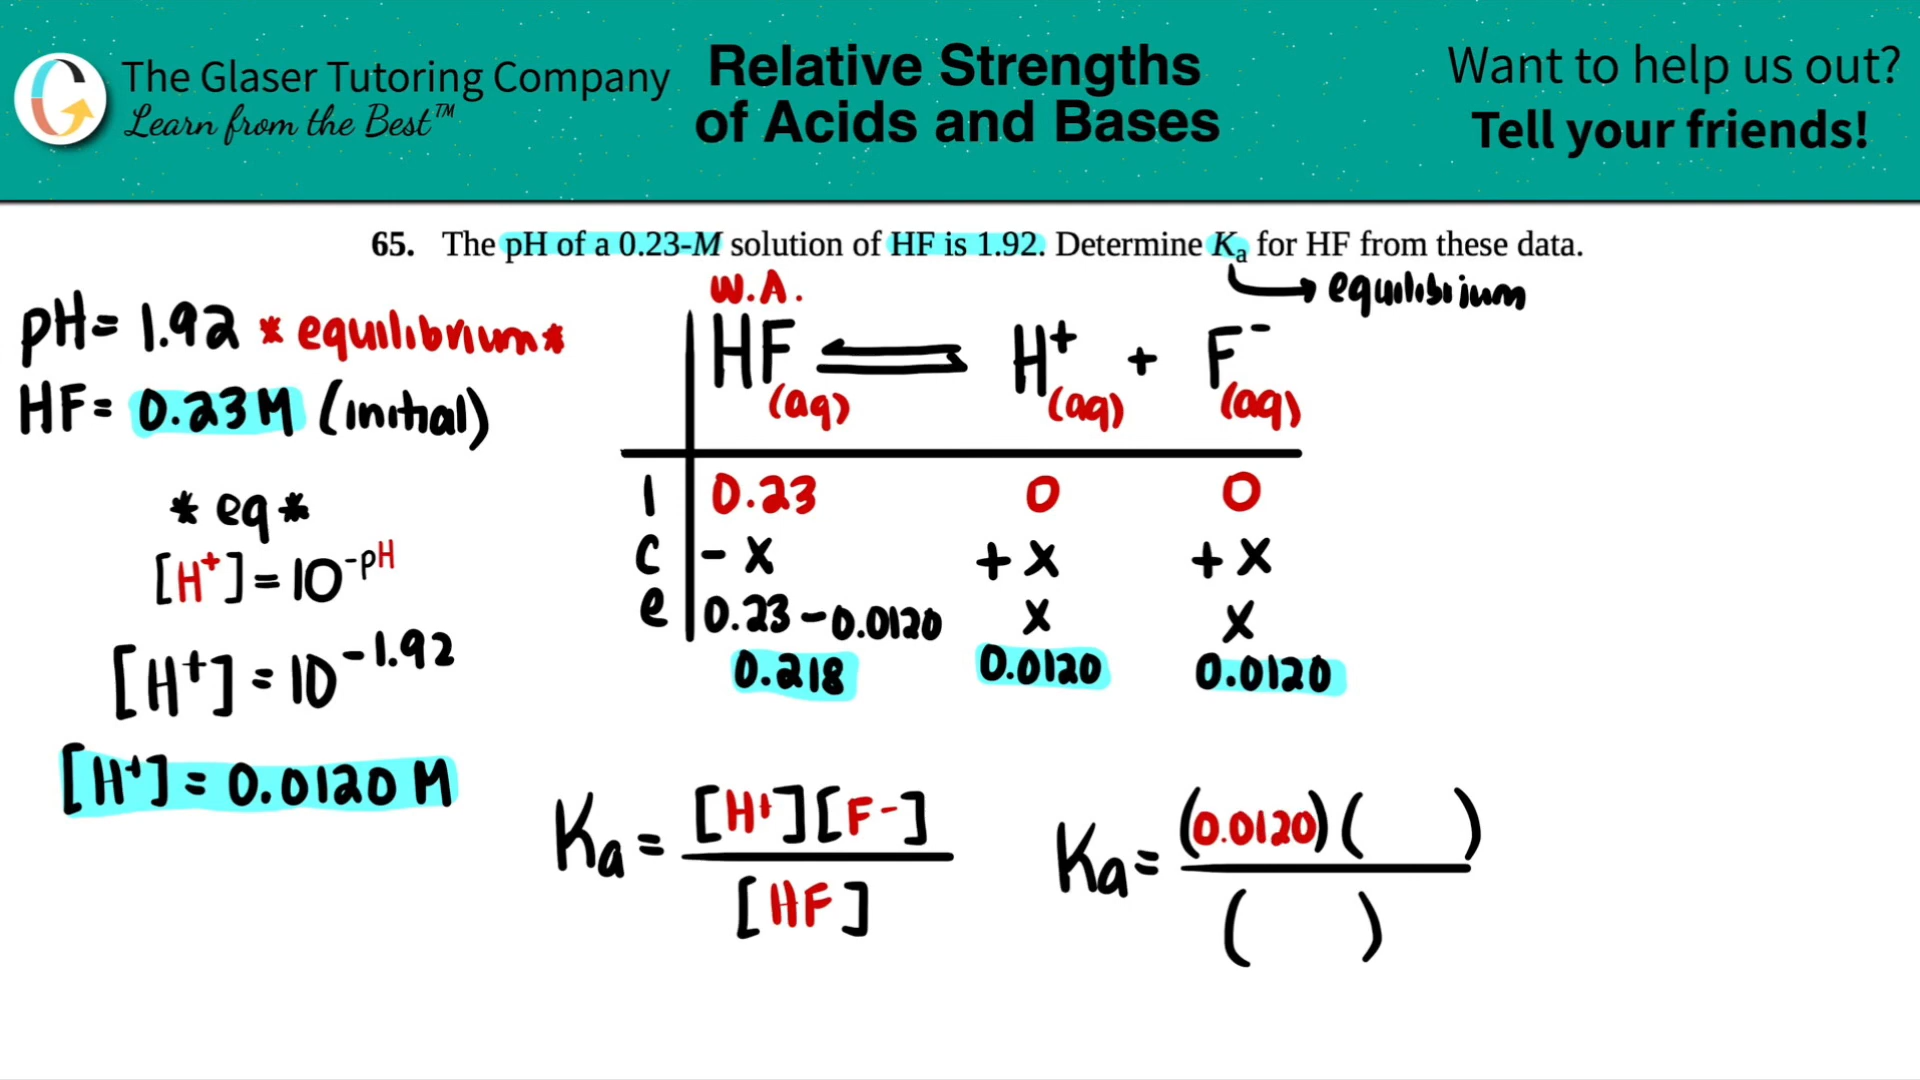 The Glaser Tutoring Company
Learn from the Best™
Relative Strengths
of Acids and Bases
Want to help us out?
Tell your friends!
65. The pH of a 0.23-M solution of HF is 1.92. Determine Kₐ for HF from these data.
equilibrium
pH = 1.92 * equilibrium *
HF = 0.23 M (initial)
* eq *
[H⁺] = 10^-pH
[H⁺] = 10^-1.92
[H⁺] = 0.0120 M
W.A.
HF(aq) ⇌ H⁺(aq) + F⁻(aq)
I 0.23 0 0
C - x + x + x
e 0.23 - 0.0120 x x
0.218 0.0120 0.0120
Ka = [H⁺][F⁻] / [HF]
Ka = (0.0120)( ) / ( )